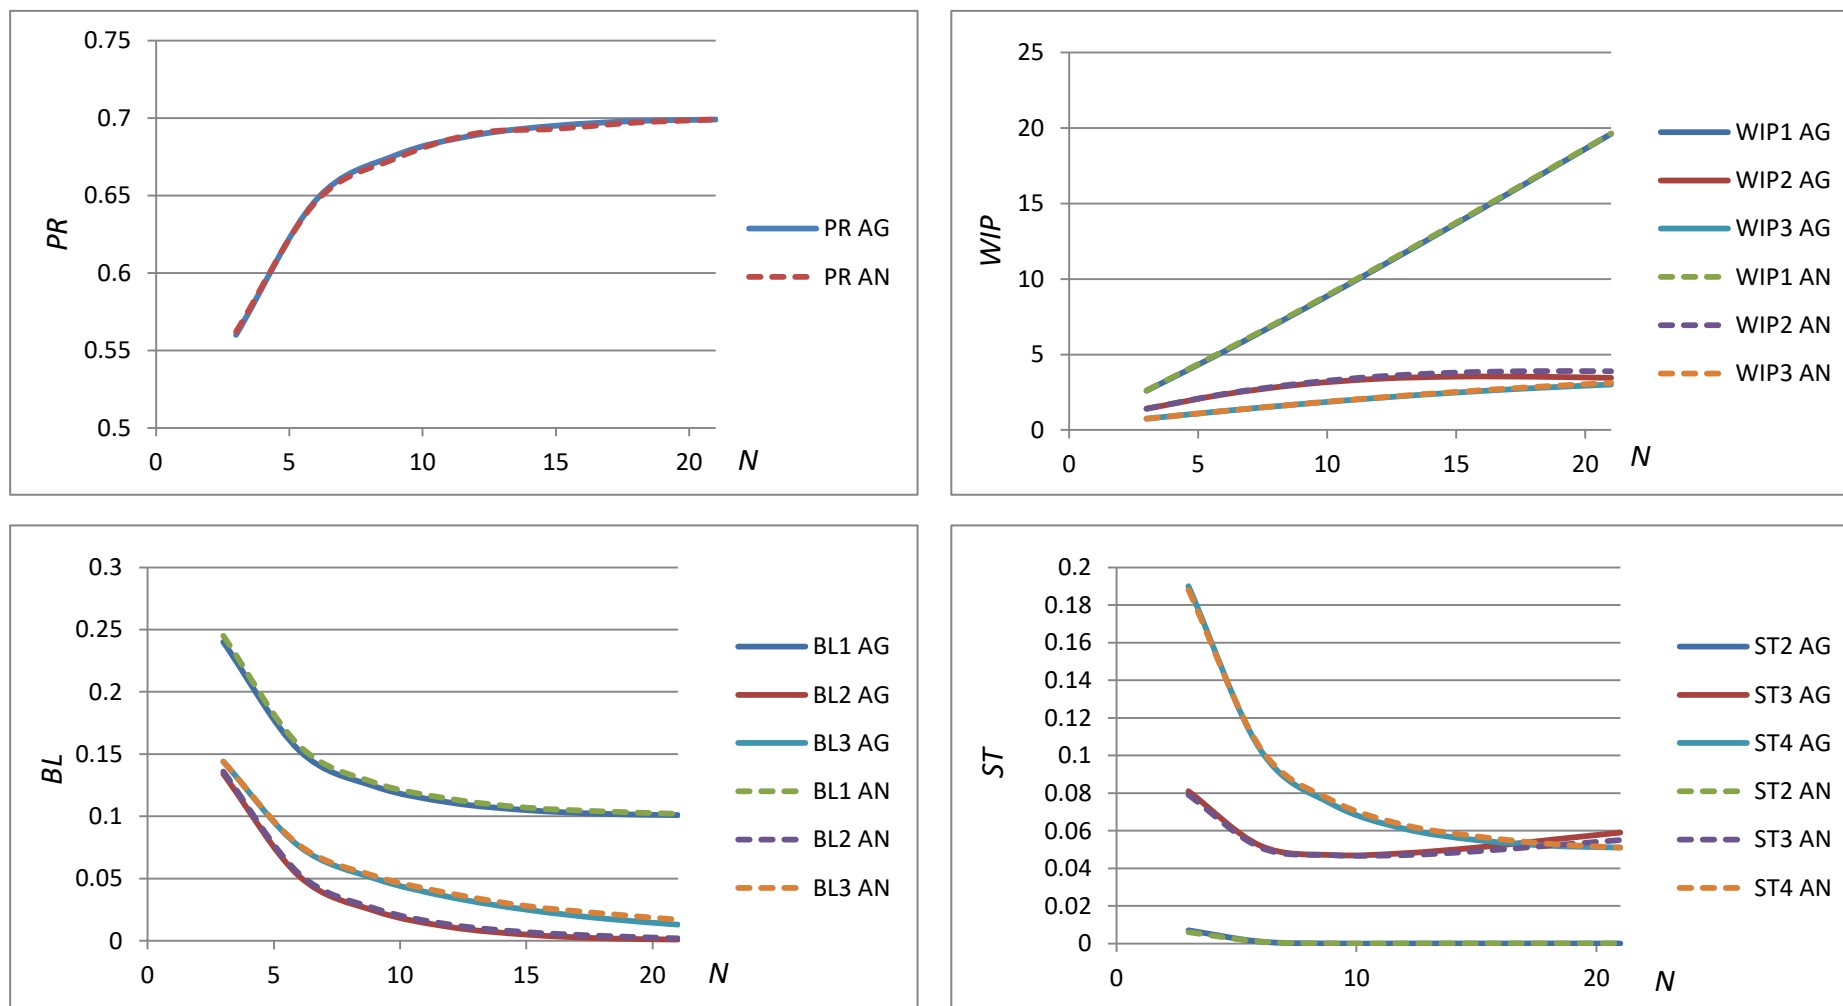 0.75
0.7
0.65
0.6
0.55
0.5
PR
0 5 10 15 20 N
PR AG
PR AN
25
20
15
10
5
0
WIP
0 5 10 15 20 N
WIP1 AG
WIP2 AG
WIP3 AG
WIP1 AN
WIP2 AN
WIP3 AN
0.3
0.25
0.2
0.15
0.1
0.05
0
BL
0 5 10 15 20 N
BL1 AG
BL2 AG
BL3 AG
BL1 AN
BL2 AN
BL3 AN
0.2
0.18
0.16
0.14
0.12
0.1
0.08
0.06
0.04
0.02
0
ST
0 10 20 N
ST2 AG
ST3 AG
ST4 AG
ST2 AN
ST3 AN
ST4 AN